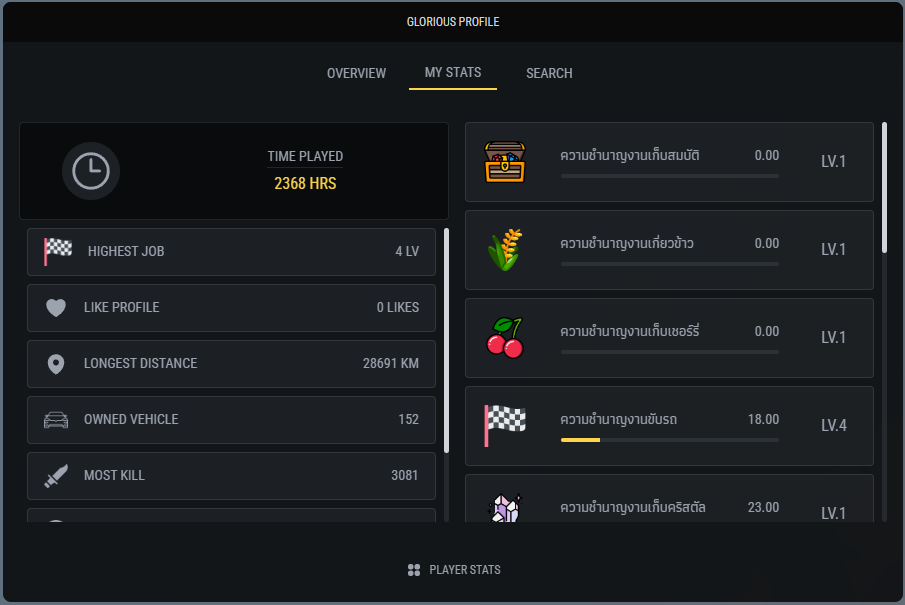 GLORIOUS PROFILE
OVERVIEW MY STATS SEARCH
TIME PLAYED
2368 HRS
HIGHEST JOB 4 LV
LIKE PROFILE 0 LIKES
LONGEST DISTANCE 28691 KM
OWNED VEHICLE 152
MOST KILL 3081
ความชำนาญงานเก็บสมบัติ 0.00 LV.1
ความชำนาญงานเกี่ยวข้าว 0.00 LV.1
ความชำนาญงานเก็บเชอร์รี่ 0.00 LV.1
ความชำนาญงานขับรถ 18.00 LV.4
ความชำนาญงานเก็บคริสตัล 23.00 LV.1
PLAYER STATS